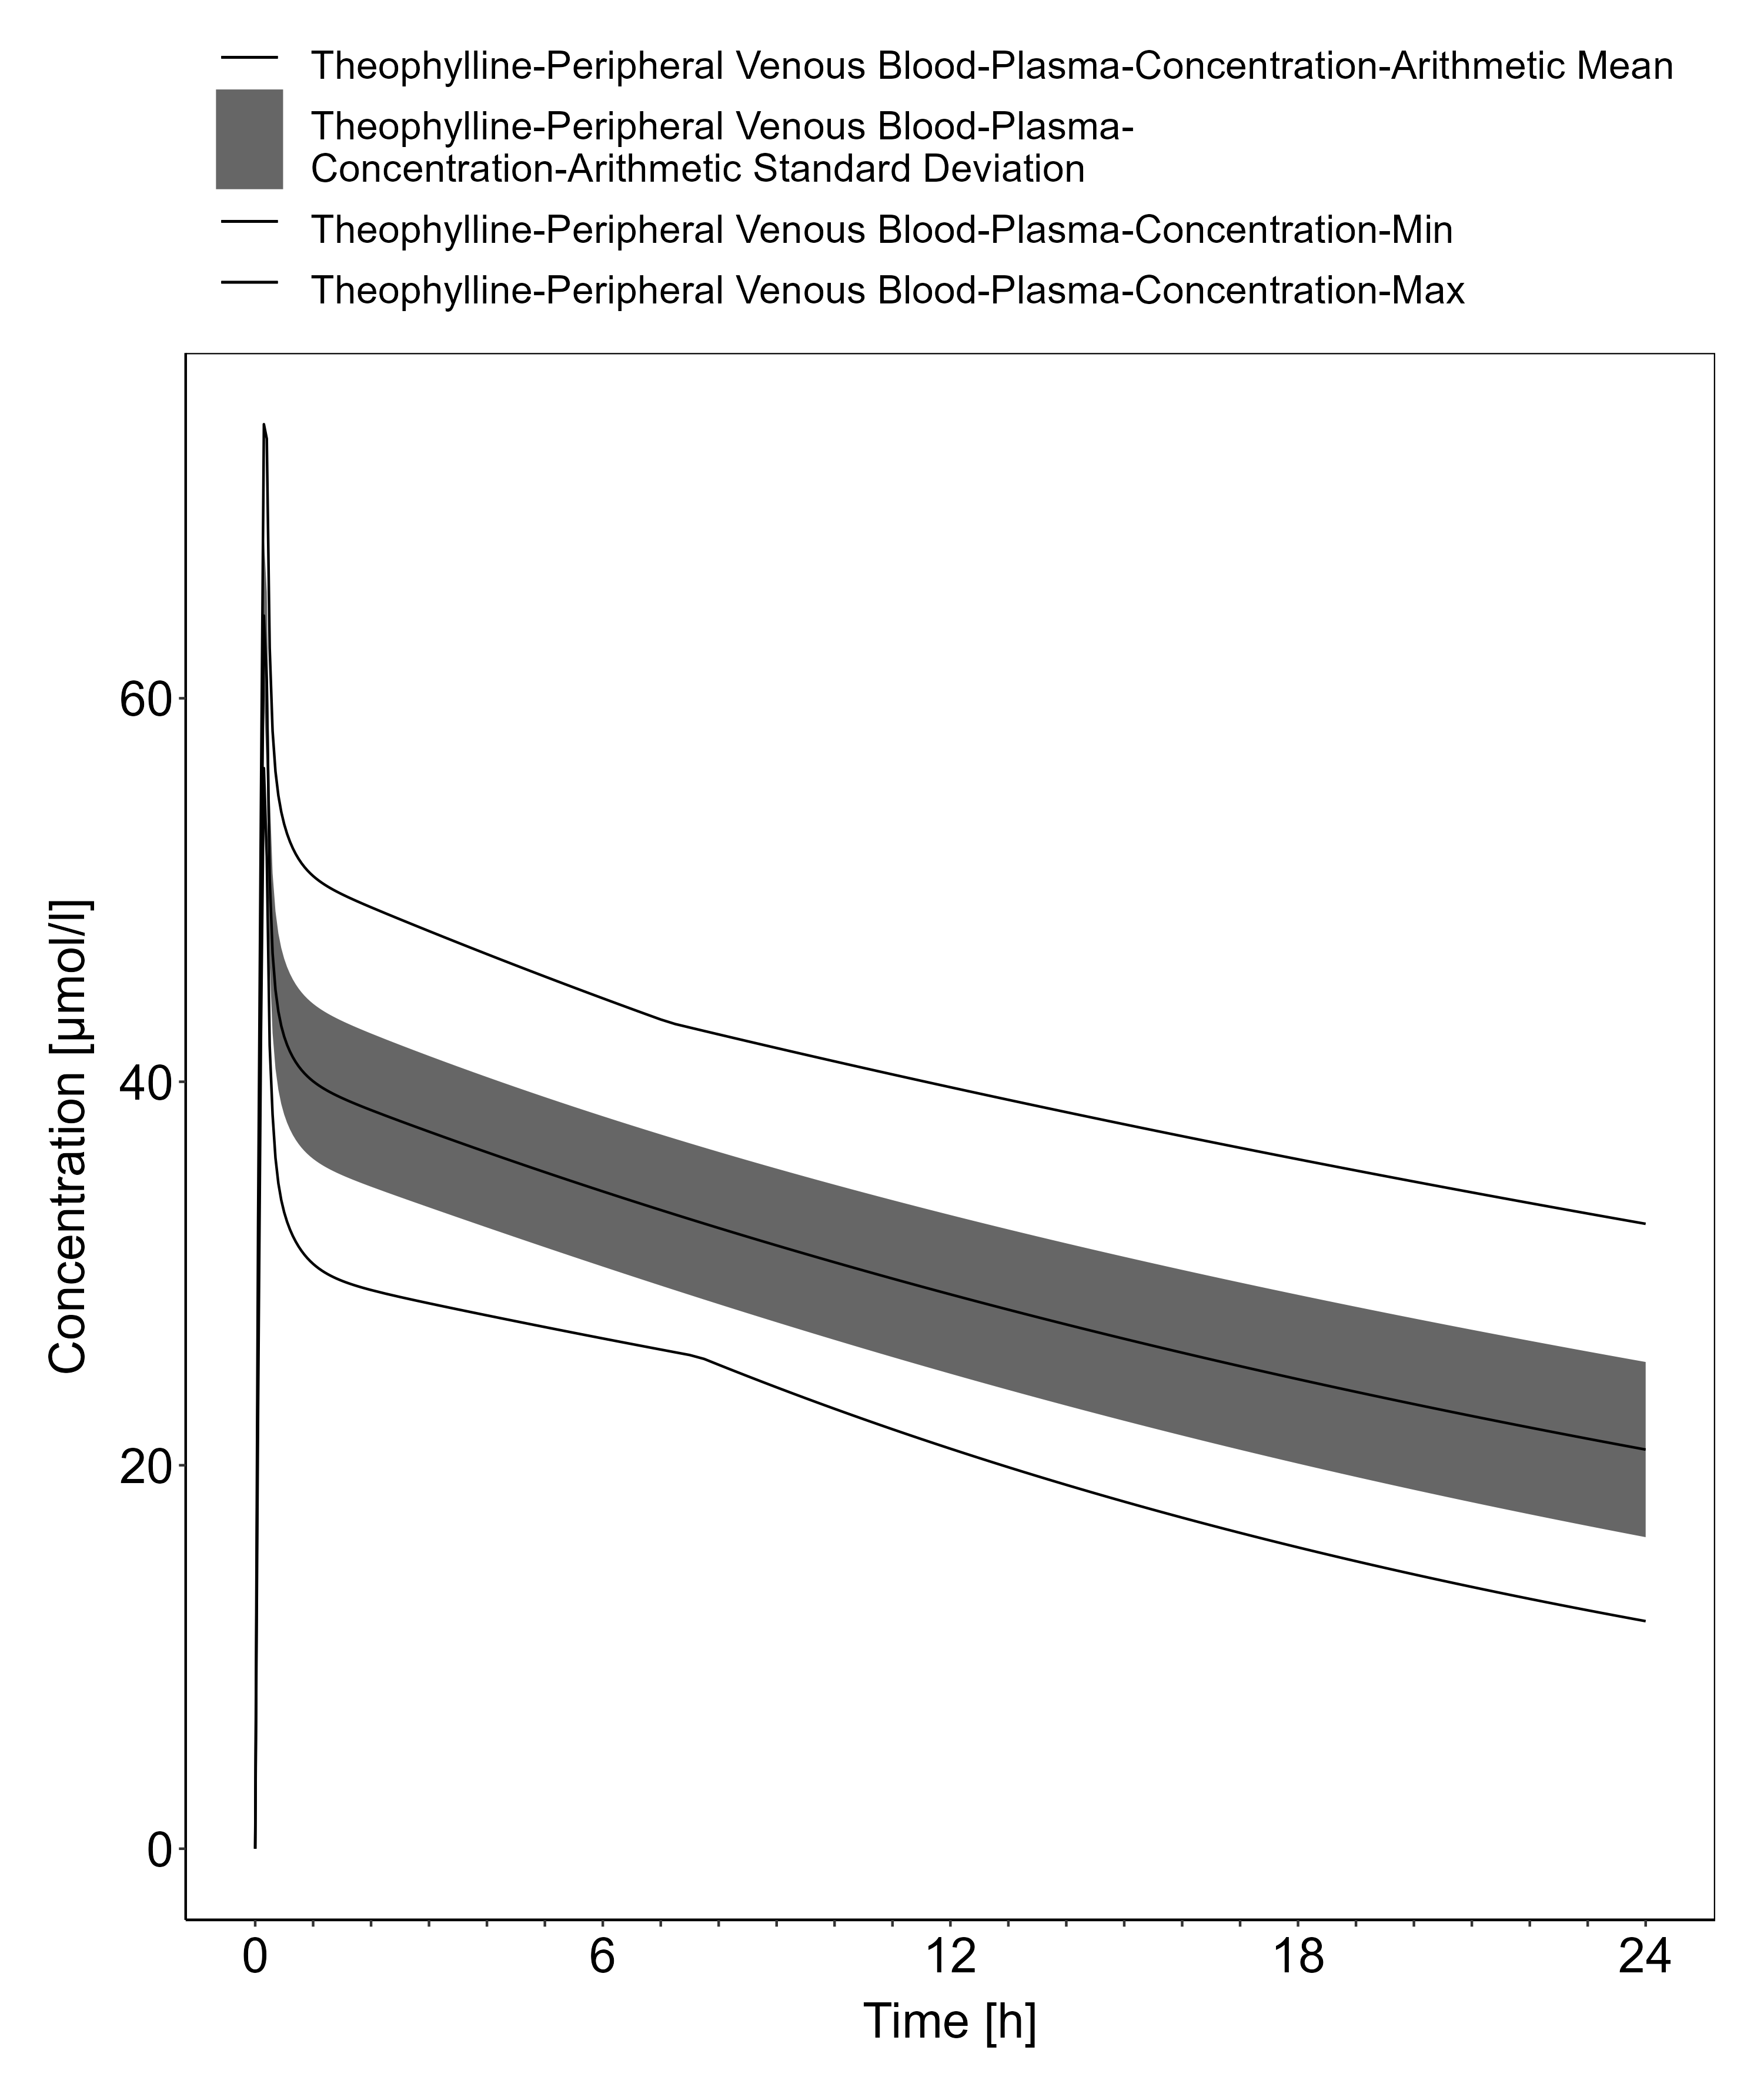 Theophylline-Peripheral Venous Blood-Plasma-Concentration-Arithmetic Mean
Theophylline-Peripheral Venous Blood-Plasma-
Concentration-Arithmetic Standard Deviation
Theophylline-Peripheral Venous Blood-Plasma-Concentration-Min
Theophylline-Peripheral Venous Blood-Plasma-Concentration-Max
Concentration [µmol/l]
60
40
20
0
0 6 12 18 24
Time [h]